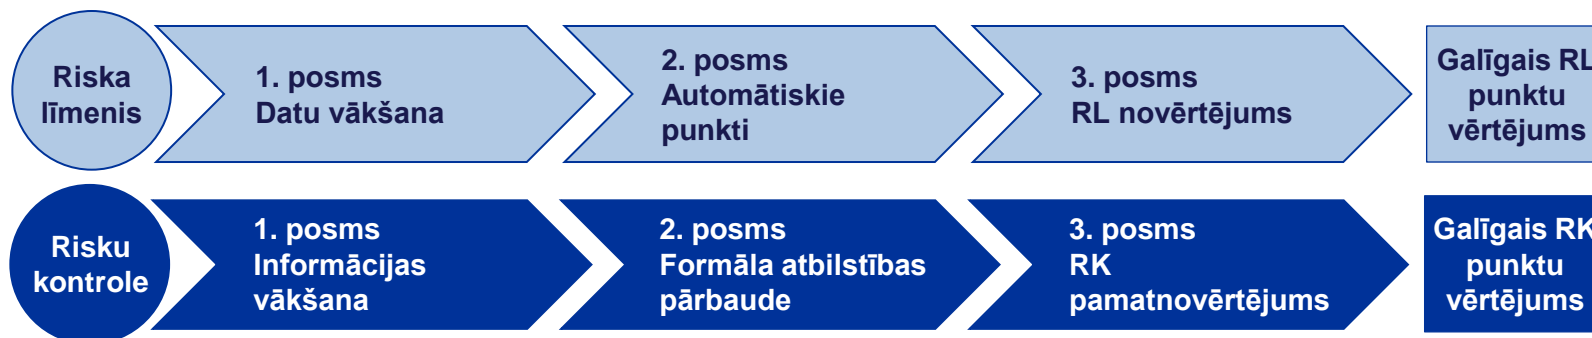 Riska
līmenis
1. posms
Datu vākšana
2. posms
Automātiskie
punkti
3. posms
RL novērtējums
Galīgais RL
punktu
vērtējums
Risku
kontrole
1. posms
Informācijas
vākšana
2. posms
Formāla atbilstības
pārbaude
3. posms
RK
pamatnovērtējums
Galīgais RK
punktu
vērtējums